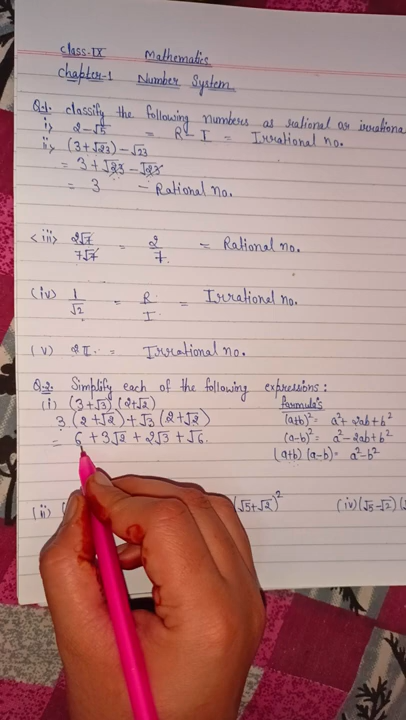 Class-IX Mathematics
Chapter-1 Number System
Q.1. Classify the following numbers as rational or irrational
i) 2-√5 = R-I = Irrational no.
ii) (3+√23)-√23
= 3+√23-√23
= 3 - Rational no.
(iii) 2√7/7√7 = 2/7. = Rational no.
(iv) 1/√2 = R/I = Irrational no.
(v) 2π. = Irrational no.
Q.2. Simplify each of the following expressions:
(i) (3+√3) (2+√2) Formula's
3 (2+√2)+√3 (2+√2) (a+b)² = a²+2ab+b²
= 6+3√2+2√3+√6. (a-b)² = a²-2ab+b²
(a+b) (a-b) = a²-b²
(ii) (√5+√2)² (iv) (√5-√2)